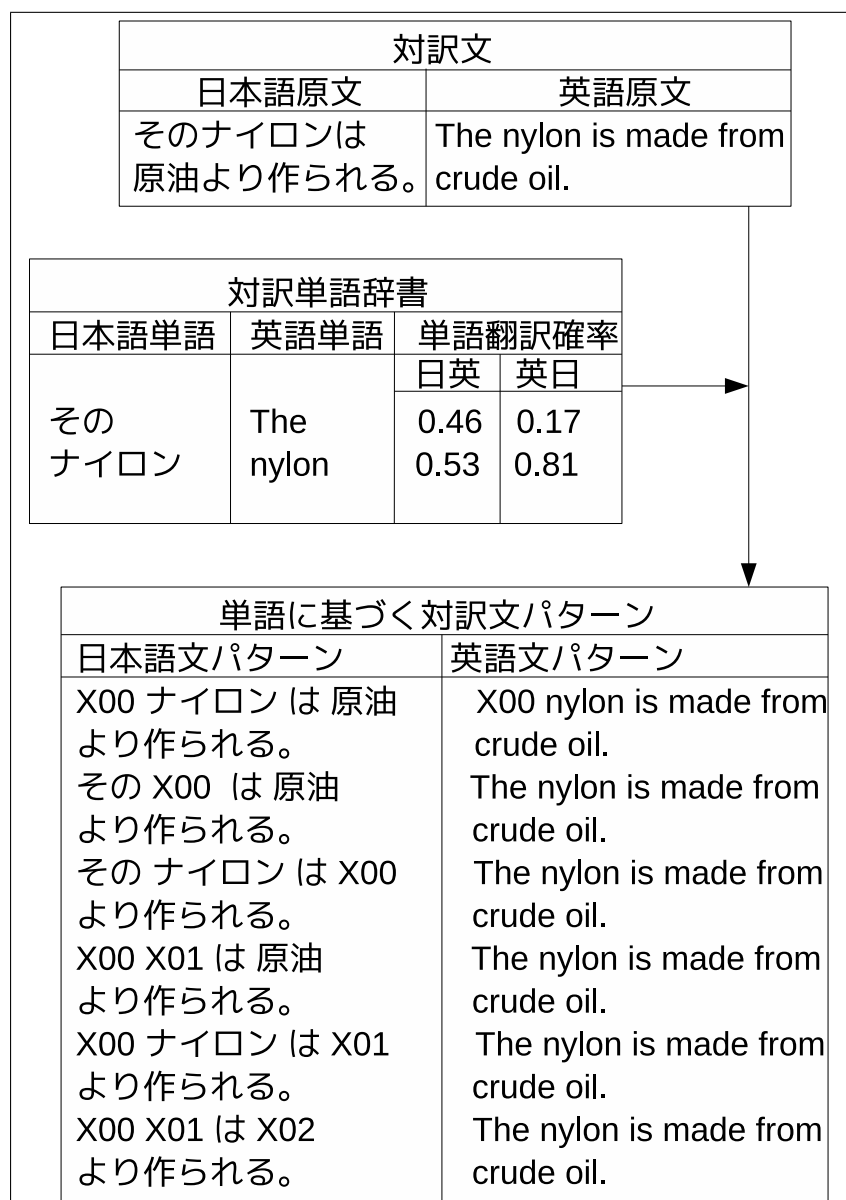 対訳文
日本語原文 英語原文
そのナイロンは The nylon is made from
原油より作られる。 crude oil.
対訳単語辞書
日本語単語 英語単語 単語翻訳確率
日英 英日
その The 0.46 0.17
ナイロン nylon 0.53 0.81
単語に基づく対訳文パターン
日本語文パターン 英語文パターン
X00 ナイロン は 原油 X00 nylon is made from
より作られる。 crude oil.
その X00 は 原油 The nylon is made from
より作られる。 crude oil.
その ナイロン は X00 The nylon is made from
より作られる。 crude oil.
X00 X01 は 原油 The nylon is made from
より作られる。 crude oil.
X00 ナイロン は X01 The nylon is made from
より作られる。 crude oil.
X00 X01 は X02 The nylon is made from
より作られる。 crude oil.